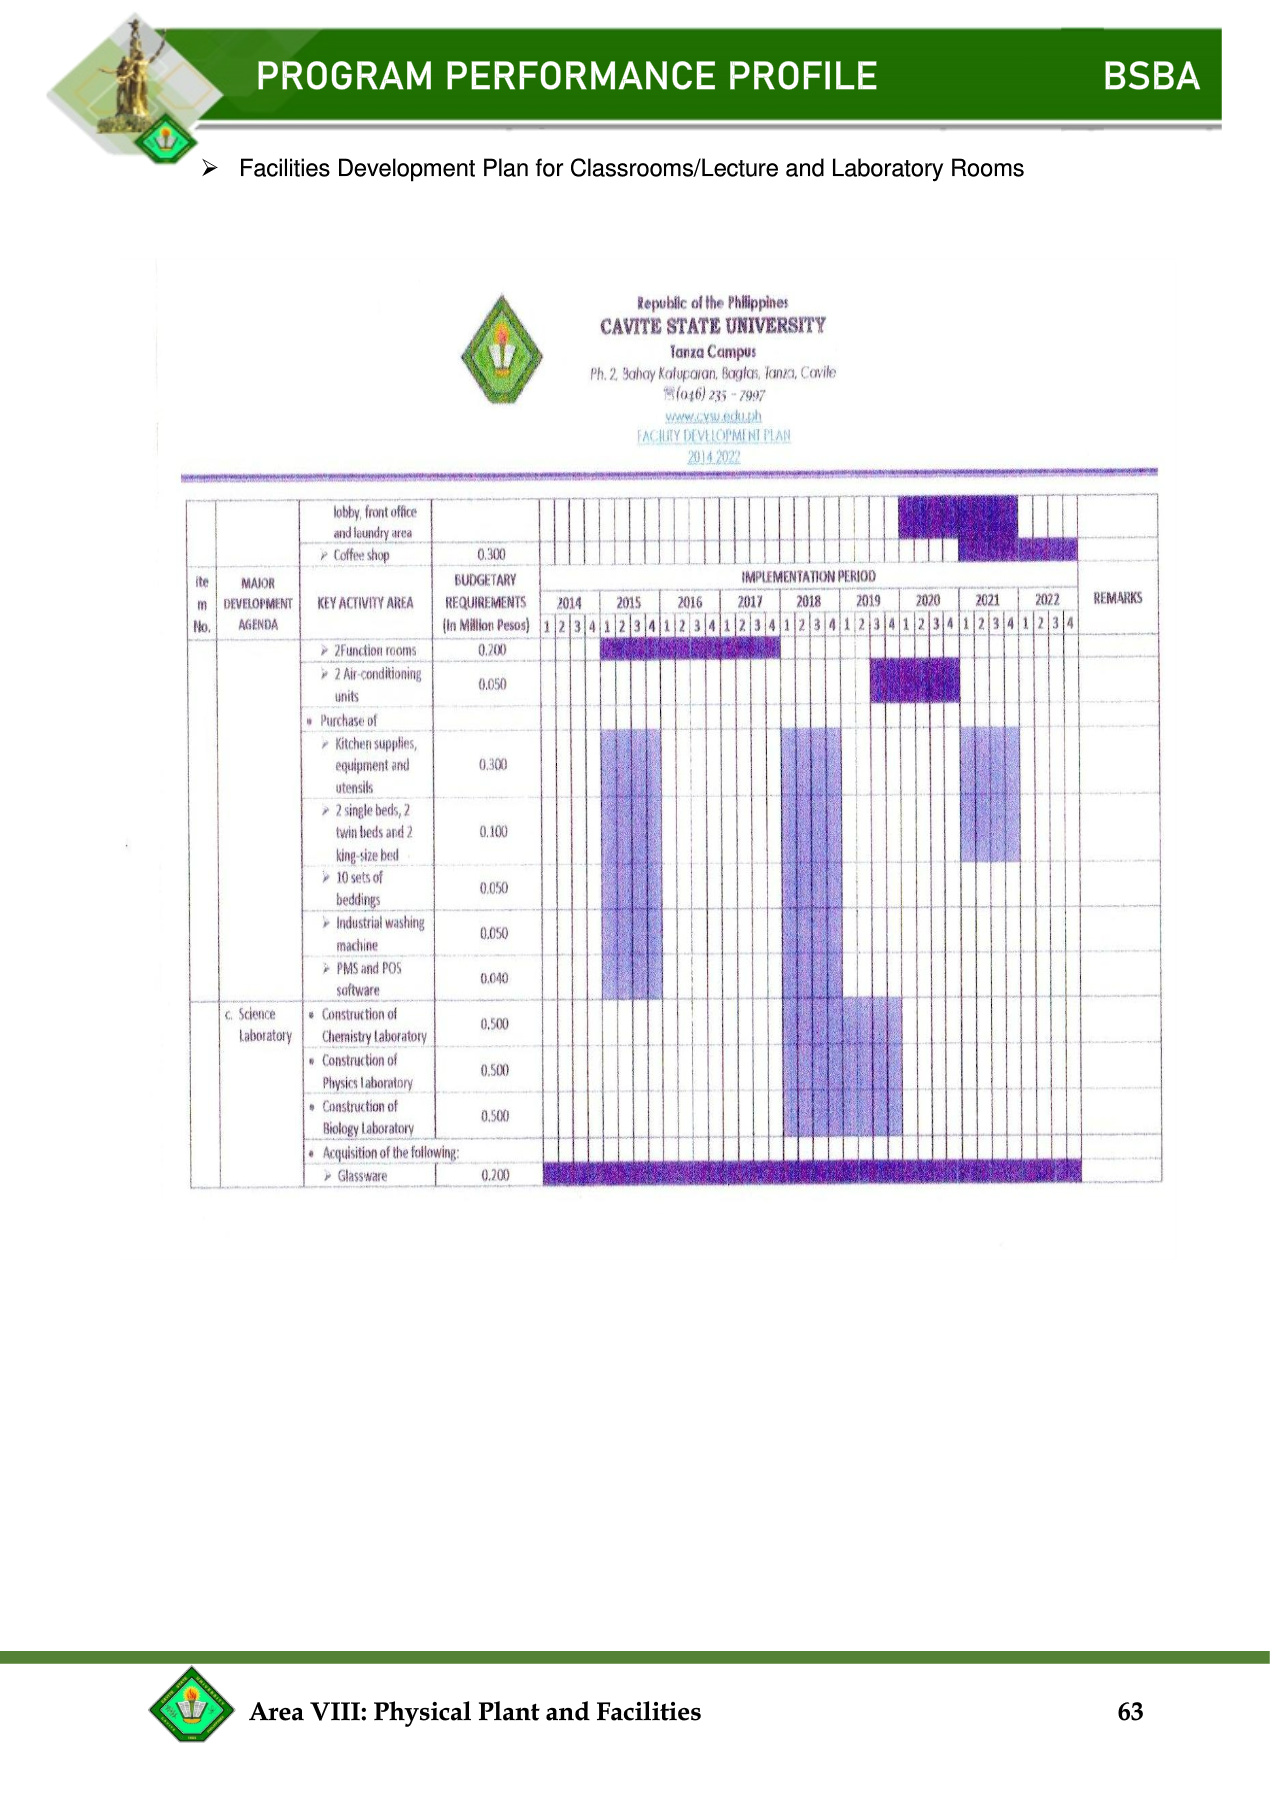 PROGRAM PERFORMANCE PROFILE BSBA
➢ Facilities Development Plan for Classrooms/Lecture and Laboratory Rooms
Republic of the Philippines
CAVITE STATE UNIVERSITY
Tanza Campus
Ph. 2, Bahay Katuparan, Bagtas, Tanza, Cavite
☏(046) 235 - 7997
www.cvsu.edu.ph
FACILITY DEVELOPMENT PLAN
2014 2022
lobby, front office
and laundry area
➢ Coffee shop 0.300
Ite
m
No.
MAJOR
DEVELOPMENT
AGENDA
KEY ACTIVITY AREA
BUDGETARY
REQUIREMENTS
(In Million Pesos)
IMPLEMENTATION PERIOD
2014 2015 2016 2017 2018 2019 2020 2021 2022
1 2 3 4 1 2 3 4 1 2 3 4 1 2 3 4 1 2 3 4 1 2 3 4 1 2 3 4 1 2 3 4 1 2 3 4
REMARKS
➢ 2Function rooms 0.200
➢ 2 Air-conditioning
units
0.050
• Purchase of
➢ Kitchen supplies,
equipment and
utensils
0.300
➢ 2 single beds, 2
twin beds and 2
king-size bed
0.100
➢ 10 sets of
beddings
0.050
➢ Industrial washing
machine
0.050
➢ PMS and POS
software
0.040
c. Science
Laboratory
• Construction of
Chemistry Laboratory
0.500
• Construction of
Physics Laboratory
0.500
• Construction of
Biology Laboratory
0.500
• Acquisition of the following:
➢ Glassware 0.200
Area VIII: Physical Plant and Facilities 63